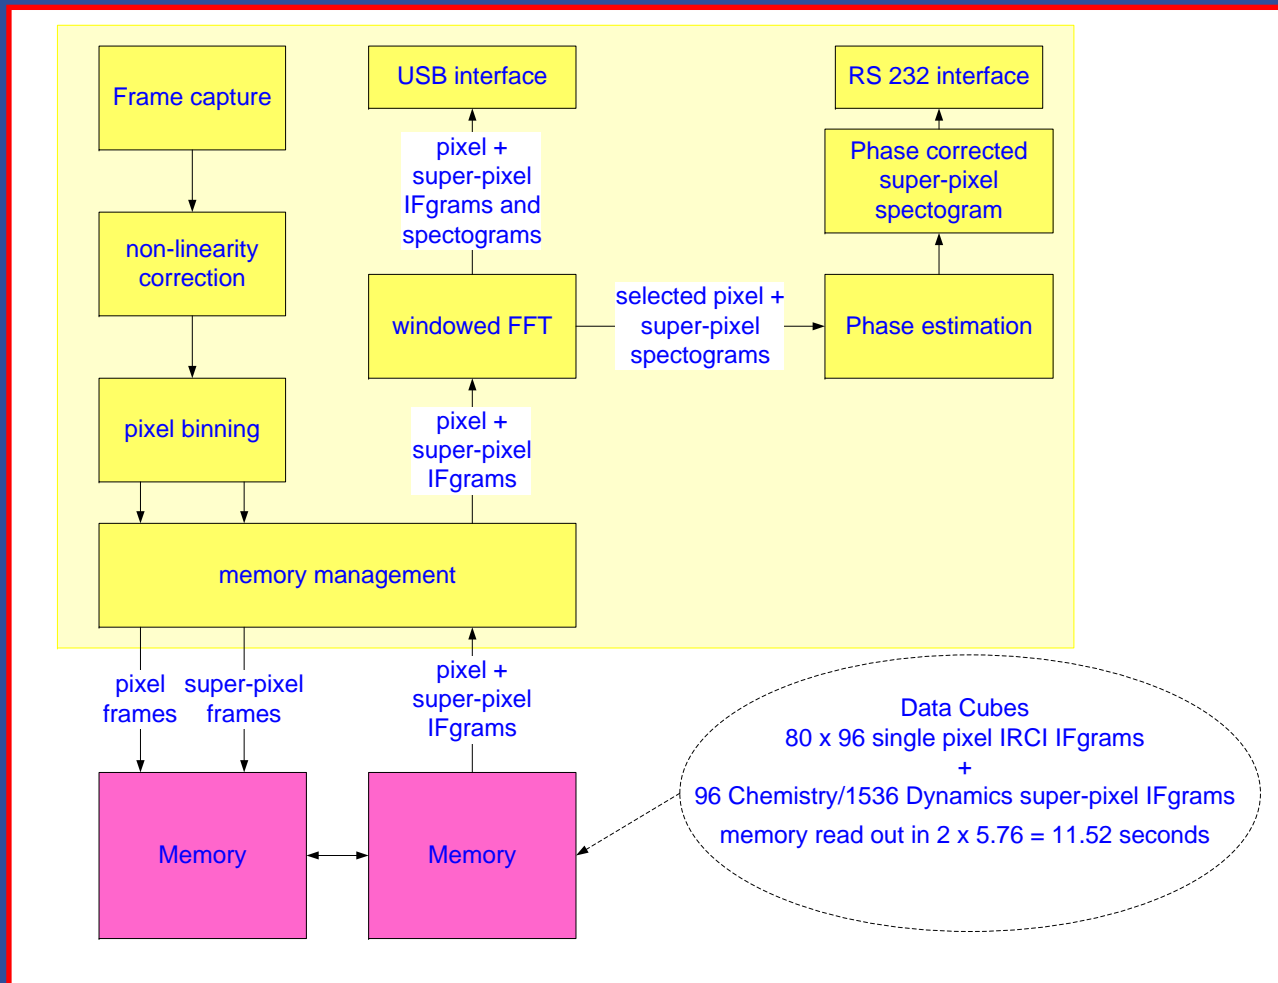 Frame capture
USB interface
RS 232 interface
pixel +
super-pixel
IFgrams and
spectograms
Phase corrected
super-pixel
spectogram
non-linearity
correction
windowed FFT
selected pixel +
super-pixel
spectograms
Phase estimation
pixel binning
pixel +
super-pixel
IFgrams
memory management
pixel
frames
super-pixel
frames
pixel +
super-pixel
IFgrams
Memory
Memory
Data Cubes
80 x 96 single pixel IRCI IFgrams
+
96 Chemistry/1536 Dynamics super-pixel IFgrams
memory read out in 2 x 5.76 = 11.52 seconds